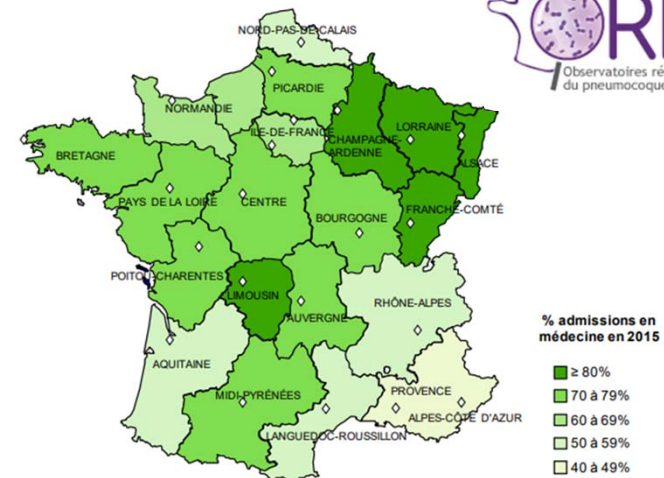 NORD-PAS-DE-CALAIS
Observatoires
du pneumocoque
PICARDIE
NORMANDIE
ILE-DE-FRANCE
CHAMPAGNE-
ARDENNE
LORRAINE
ALSACE
BRETAGNE
PAYS DE LA LOIRE
CENTRE
BOURGOGNE
FRANCHE-COMTÉ
POITOU-CHARENTES
LIMOUSIN
AUVERGNE
RHÔNE-ALPES
AQUITAINE
MIDI-PYRÉNÉES
LANGUEDOC-ROUSSILLON
PROVENCE
ALPES-CÔTE D'AZUR
% admissions en
médecine en 2015
≥ 80%
70 à 79%
60 à 69%
50 à 59%
40 à 49%